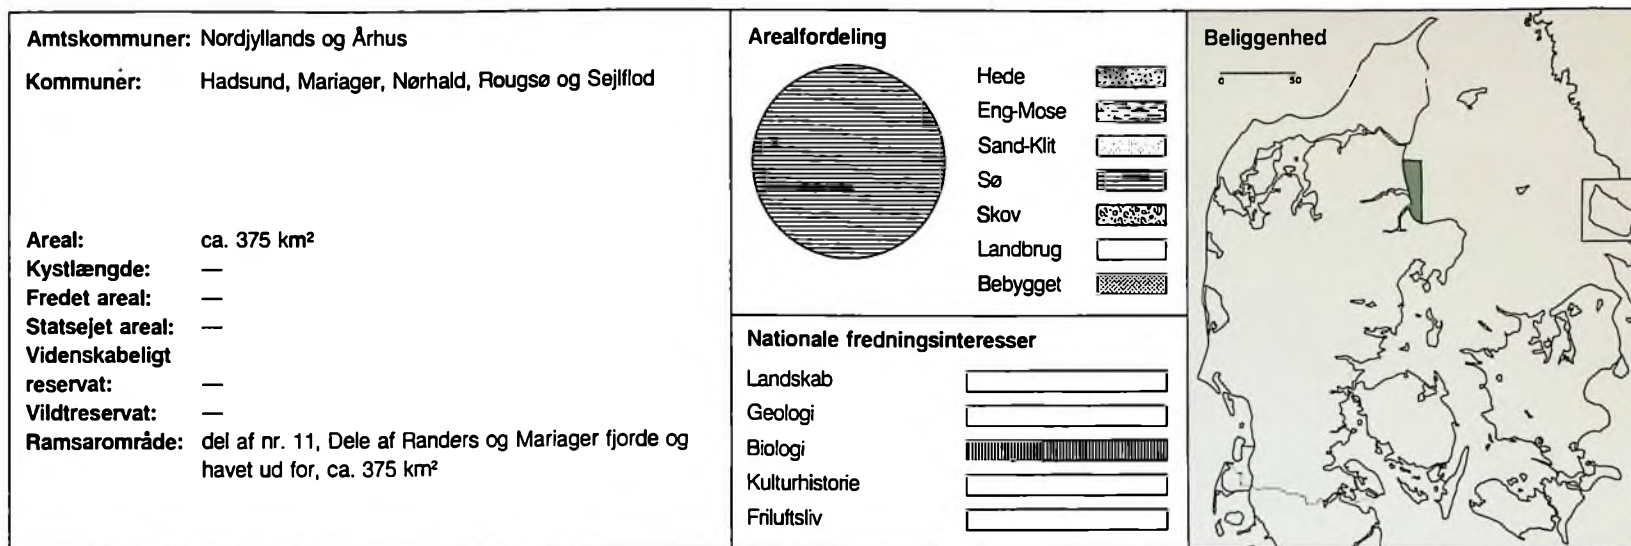 Amtskommuner: Nordjyllands og Århus
Kommuner: Hadsund, Mariager, Nørhald, Rougsø og Sejlflod
Areal: ca. 375 km²
Kystlængde: —
Fredet areal: —
Statsejet areal: —
Videnskabeligt
reservat: —
Vildtreservat: —
Ramsarområde: del af nr. 11, Dele af Randers og Mariager fjorde og
havet ud for, ca. 375 km²
Arealfordeling
Hede
Eng-Mose
Sand-Klit
Sø
Skov
Landbrug
Bebygget
Nationale fredningsinteresser
Landskab
Geologi
Biologi
Kulturhistorie
Friluftsliv
Beliggenhed
0 50